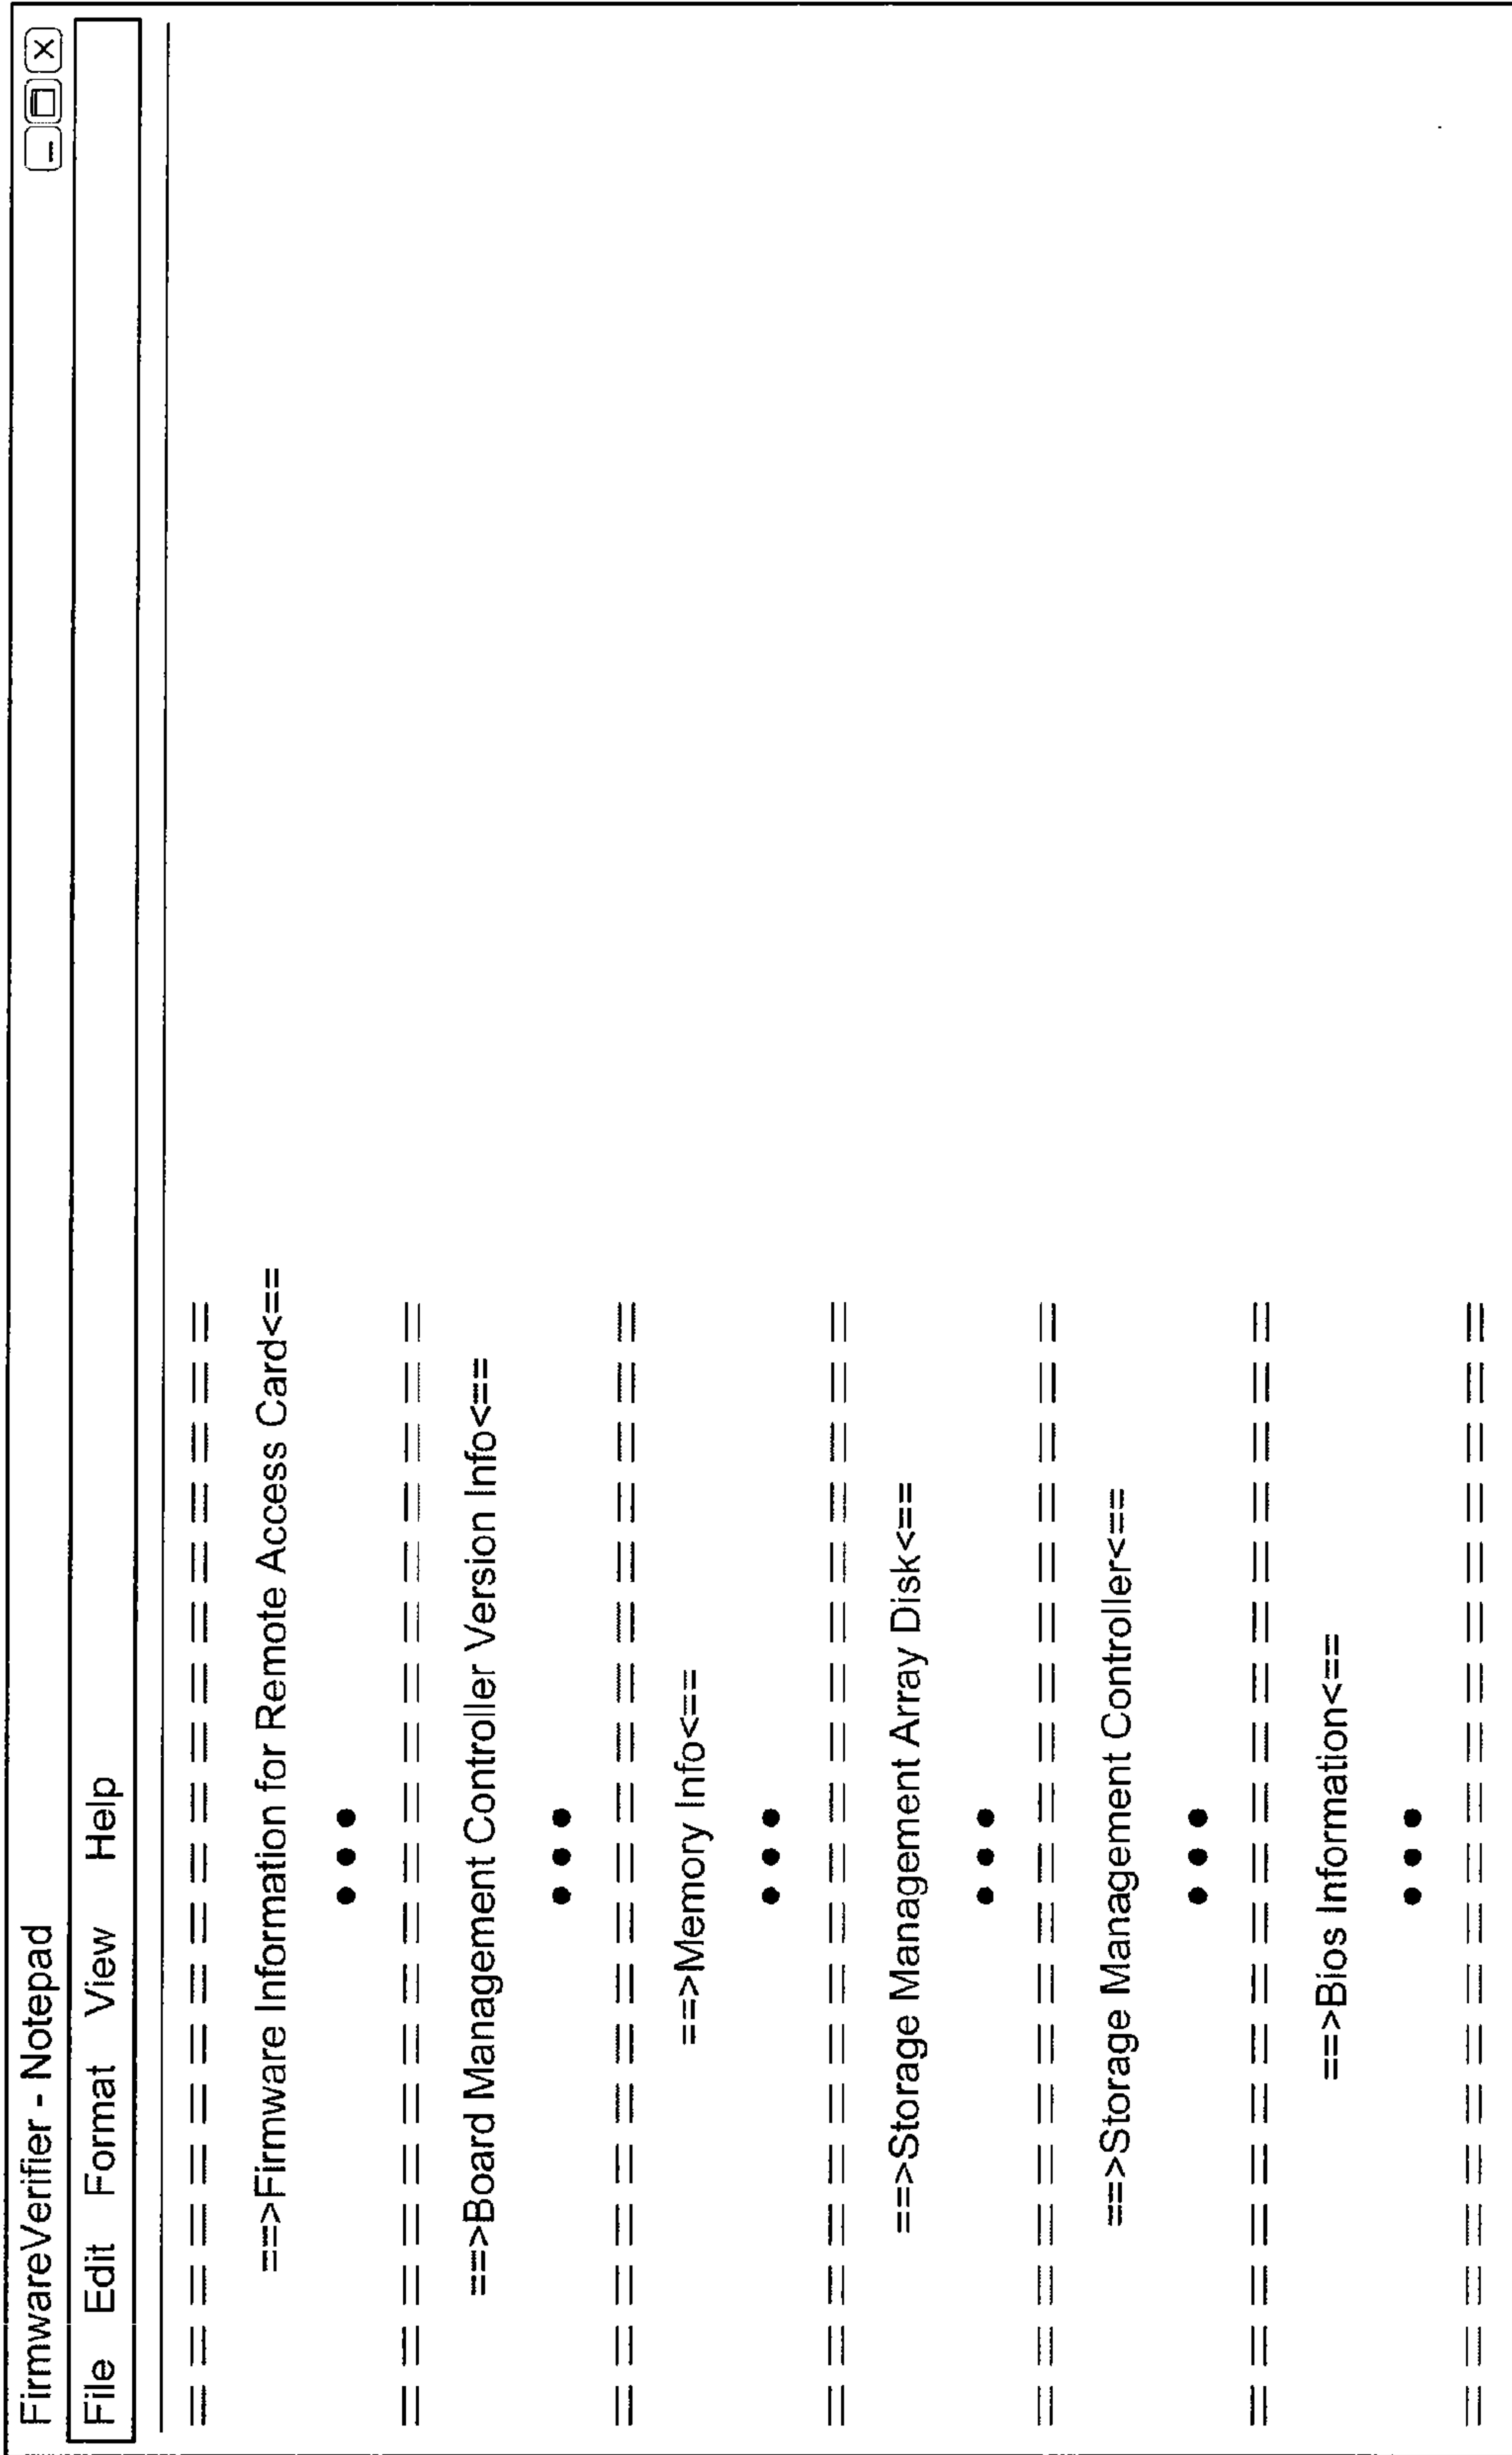 FirmwareVerifier - Notepad
File Edit Format View Help
= = = = = = = = = = = = = = = = = = =
==>Firmware Information for Remote Access Card<==
• • •
= = = = = = = = = = = = = = = = = = =
==>Board Management Controller Version Info<==
• • •
= = = = = = = = = = = = = = = = = = =
==>Memory Info<==
• • •
= = = = = = = = = = = = = = = = = = =
==>Storage Management Array Disk<==
• • •
= = = = = = = = = = = = = = = = = = =
==>Storage Management Controller<==
• • •
= = = = = = = = = = = = = = = = = = =
==>Bios Information<==
• • •
= = = = = = = = = = = = = = = = = = =